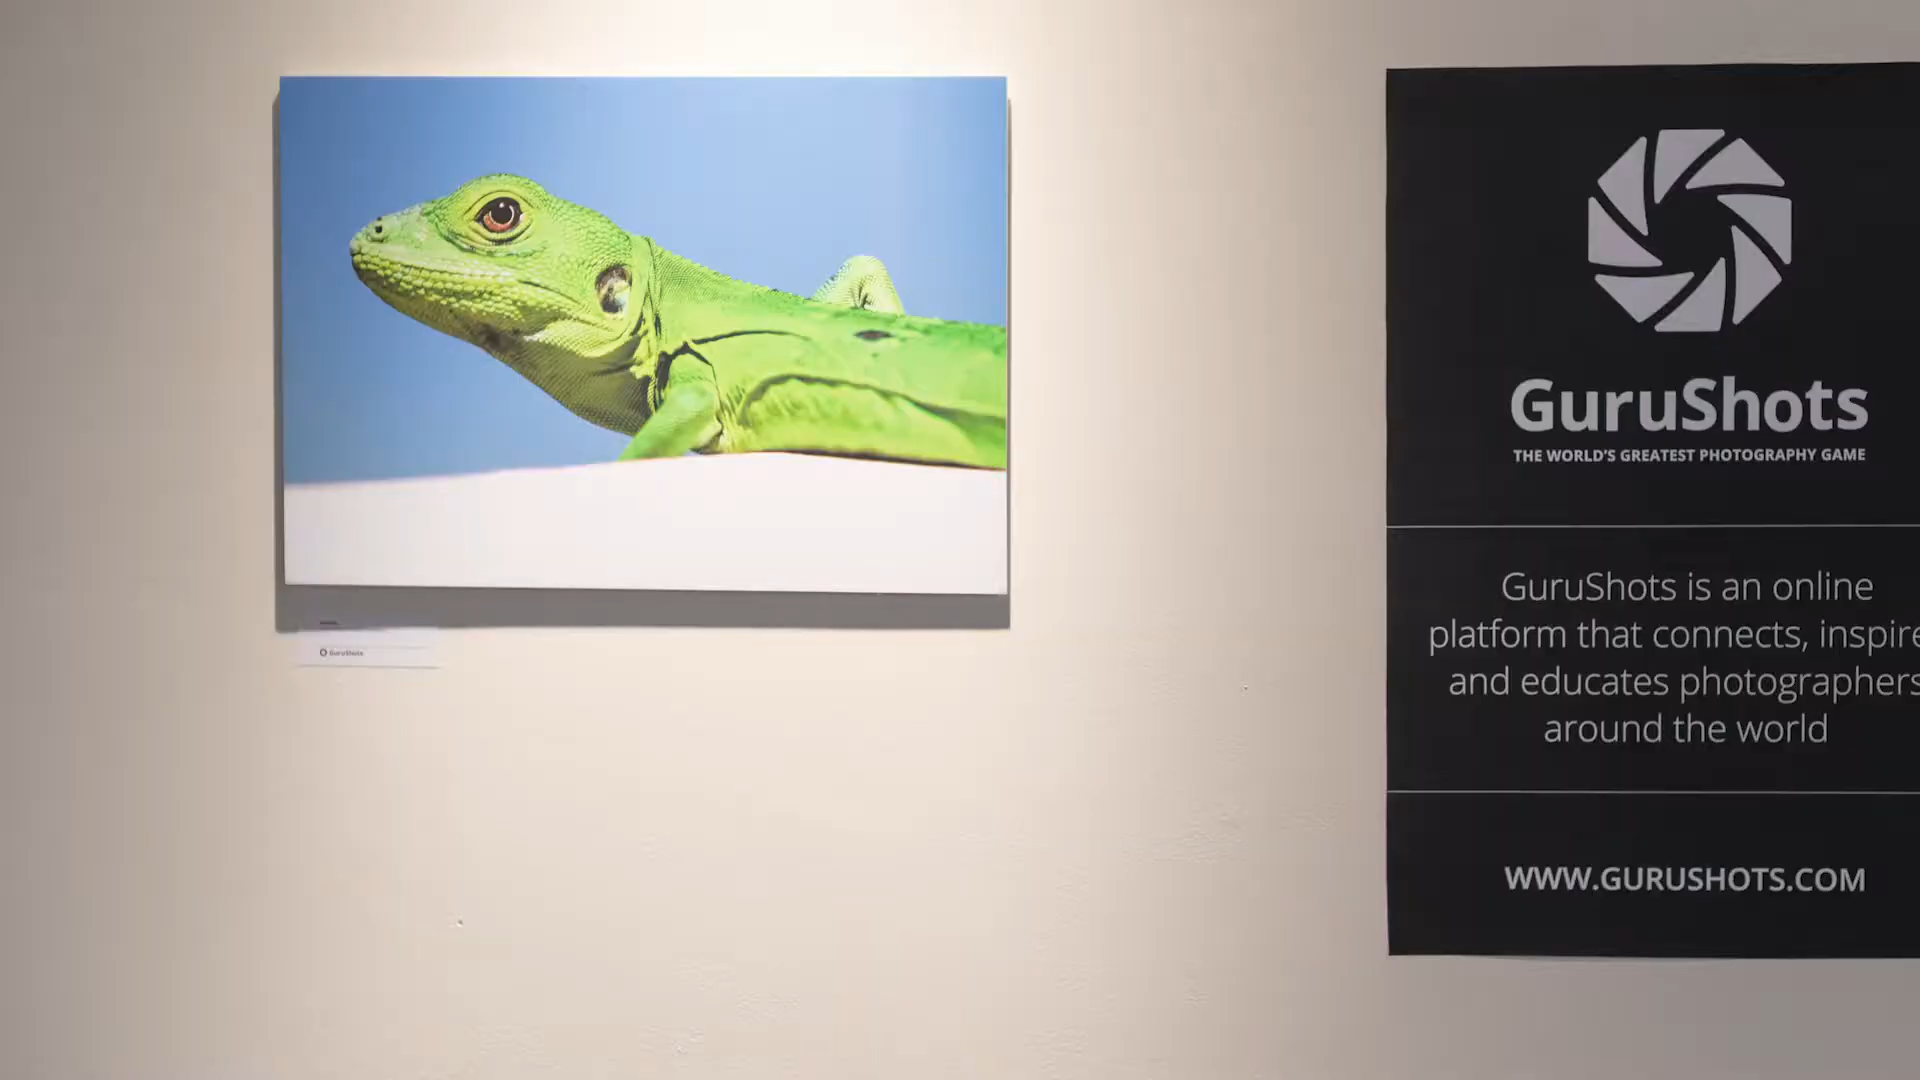 GuruShots
GuruShots
THE WORLD'S GREATEST PHOTOGRAPHY GAME
GuruShots is an online
platform that connects, inspire
and educates photographers
around the world
WWW.GURUSHOTS.COM